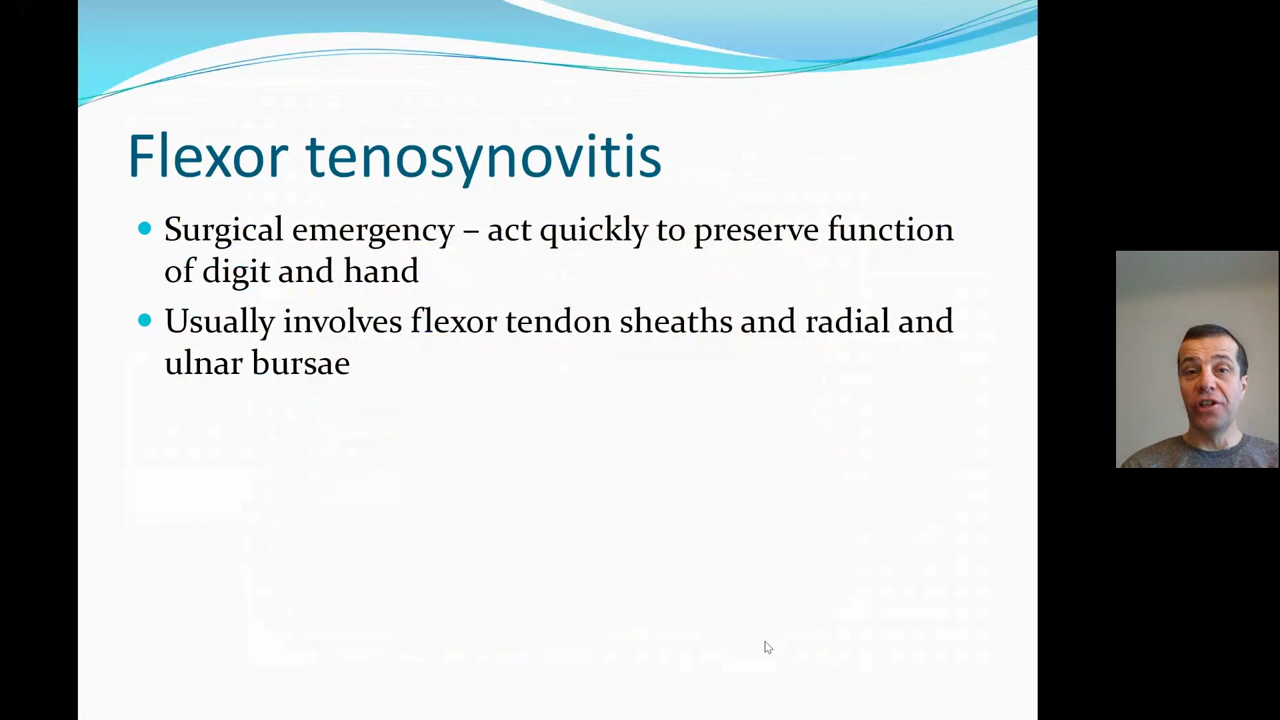 Flexor tenosynovitis
• Surgical emergency – act quickly to preserve function
of digit and hand
• Usually involves flexor tendon sheaths and radial and
ulnar bursae